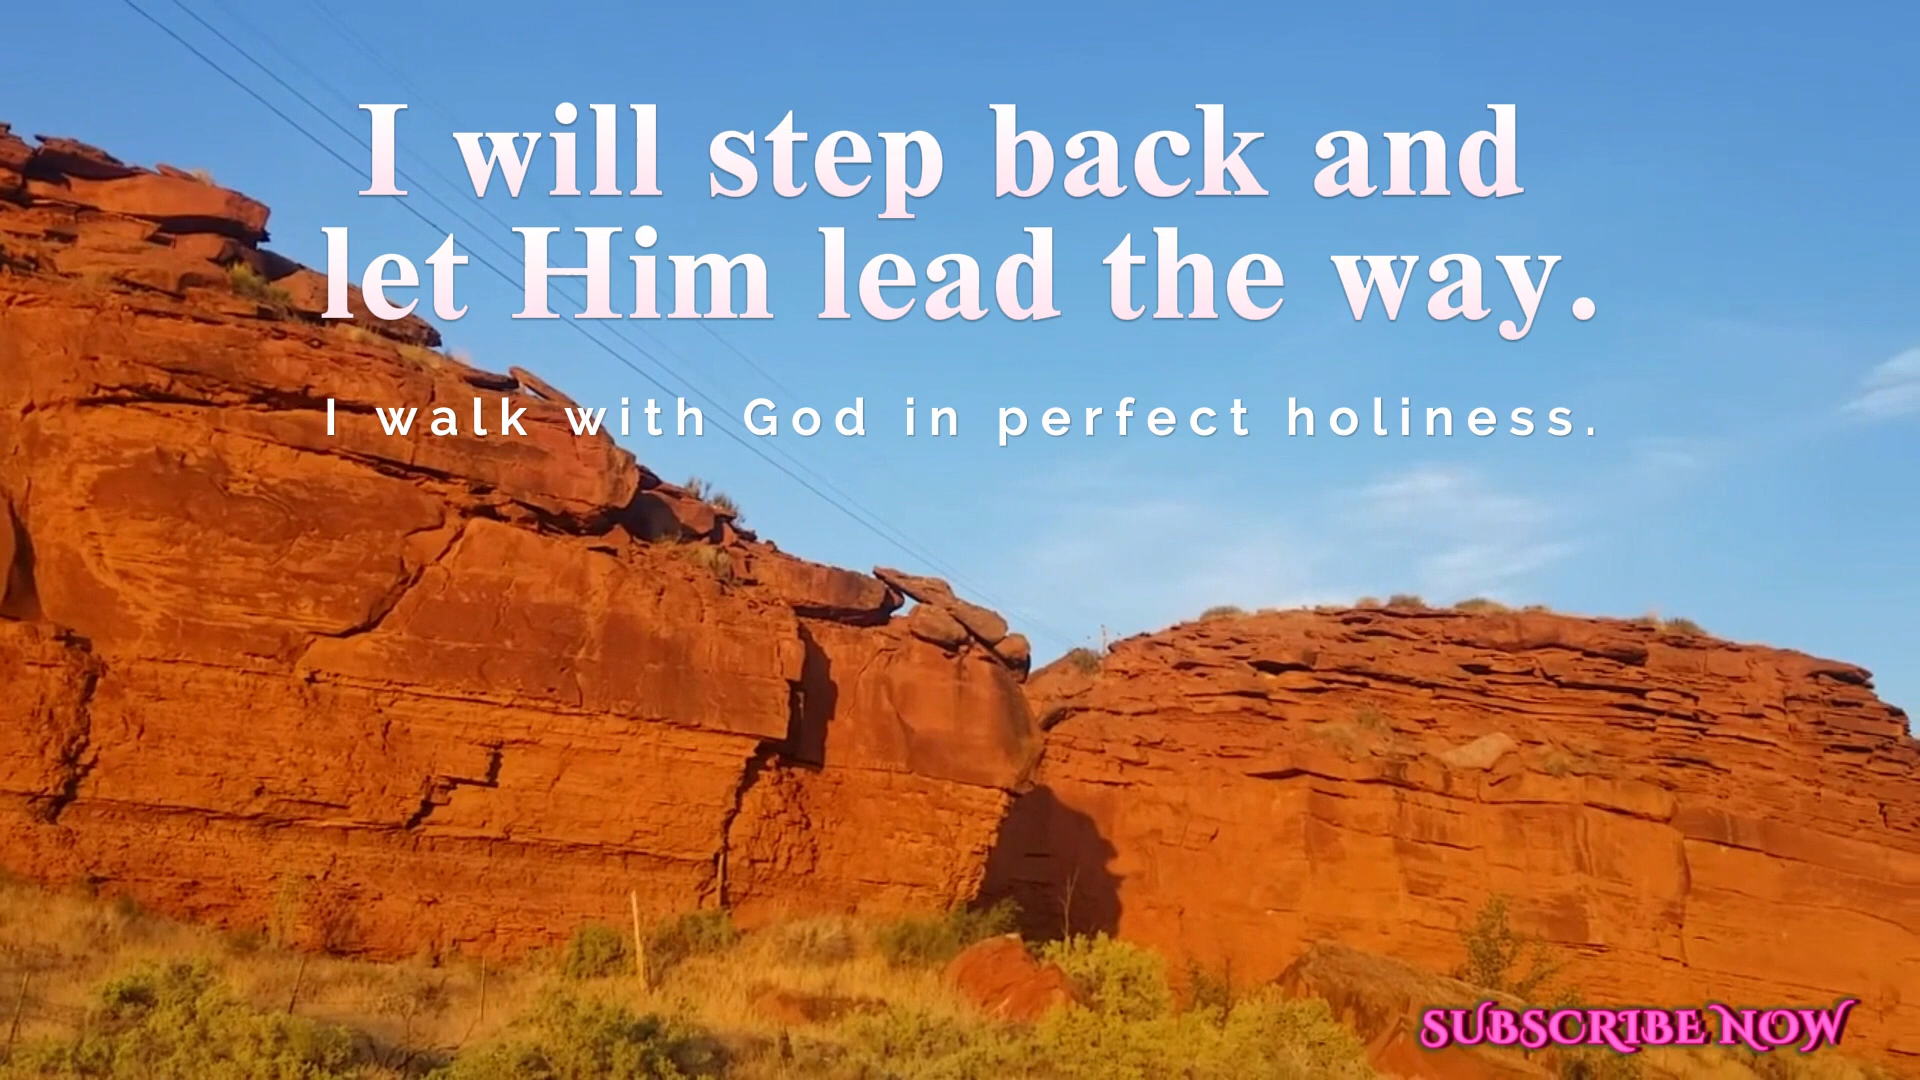 I will step back and
let Him lead the way.
I walk with God in perfect holiness.
SUBSCRIBE NOW